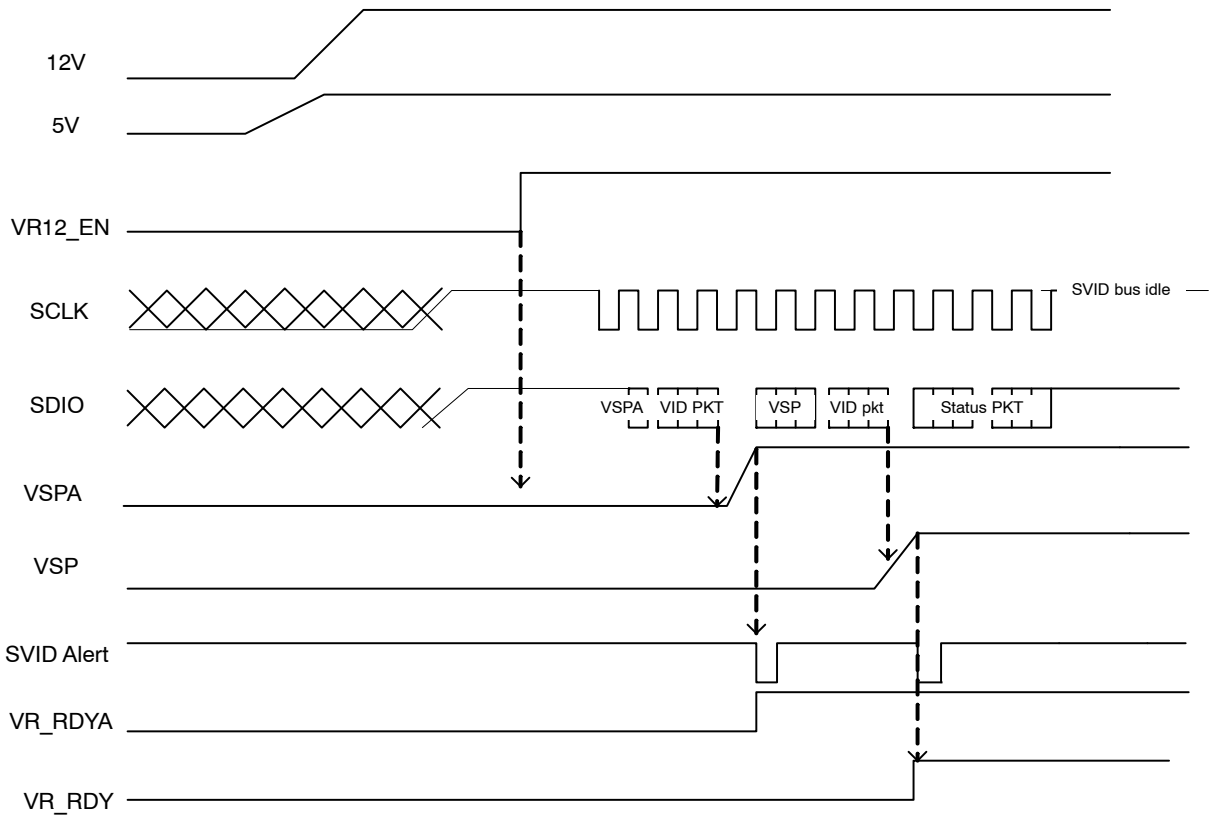 12V
5V
VR12_EN
SCLK
SVID bus idle
SDIO
VSPA VID PKT VSP VID pkt Status PKT
VSPA
VSP
SVID Alert
VR_RDYA
VR_RDY